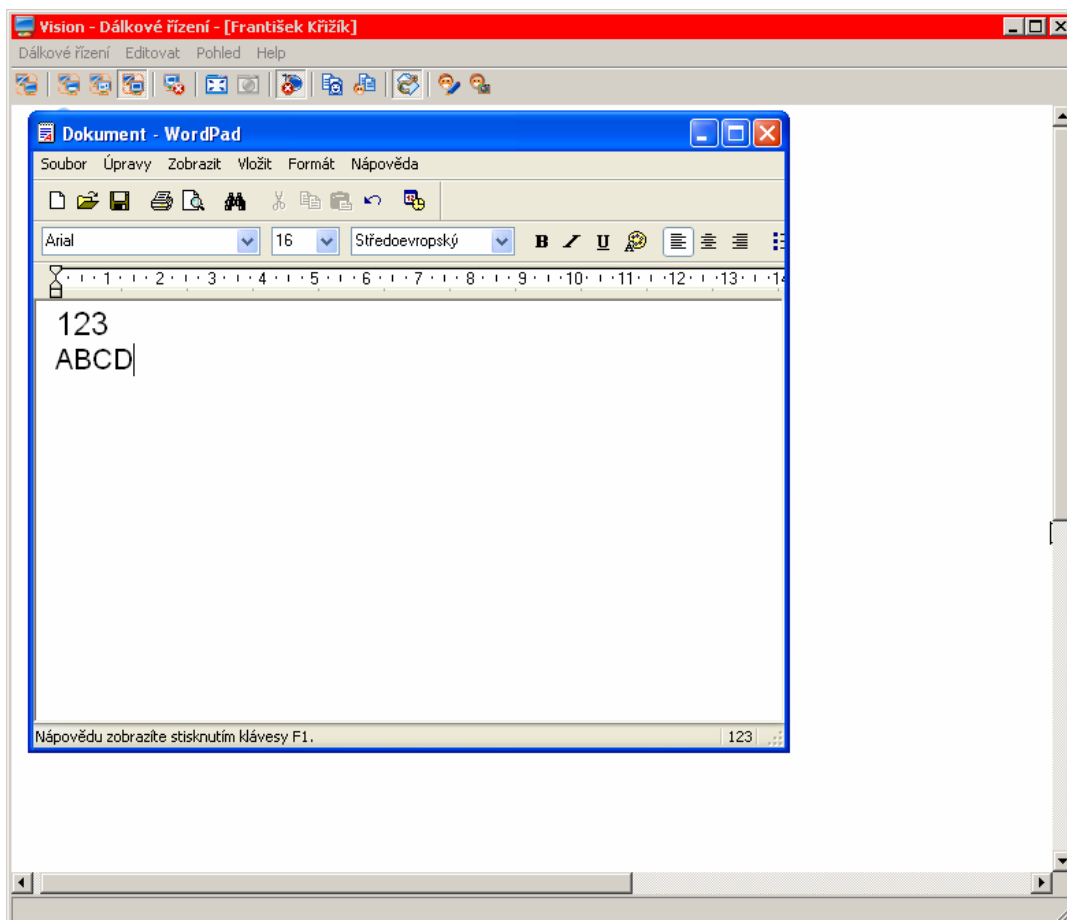 Vision - Dálkové řízení - [František Křižík]
Dálkové řízení Editovat Pohled Help
Dokument - WordPad
Soubor Úpravy Zobrazit Vložit Formát Nápověda
Arial 16 Středoevropský B U
1 2 3 4 5 6 7 8 9 10 11 12 13 14
123
ABCD
Nápovědu zobrazíte stisknutím klávesy F1. 123